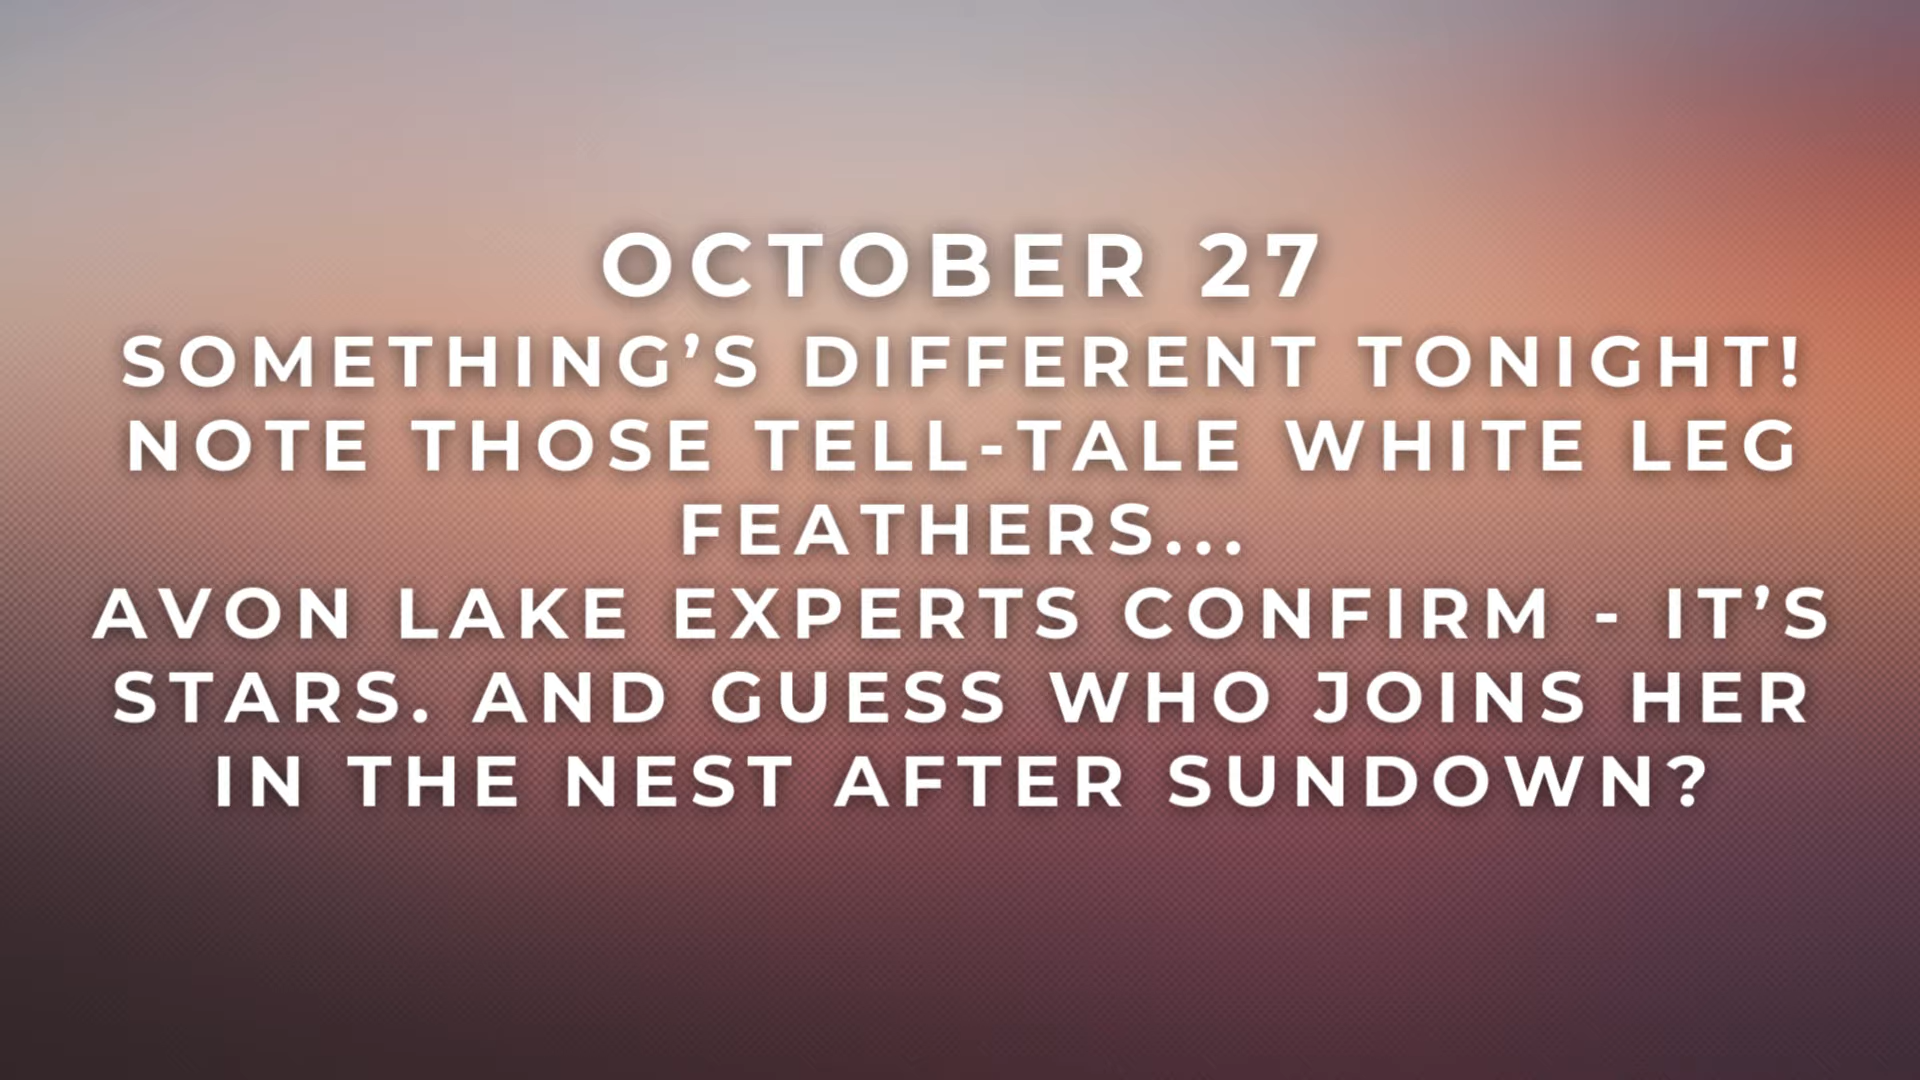 OCTOBER 27
SOMETHING’S DIFFERENT TONIGHT!
NOTE THOSE TELL-TALE WHITE LEG
FEATHERS...
AVON LAKE EXPERTS CONFIRM - IT’S
STARS. AND GUESS WHO JOINS HER
IN THE NEST AFTER SUNDOWN?